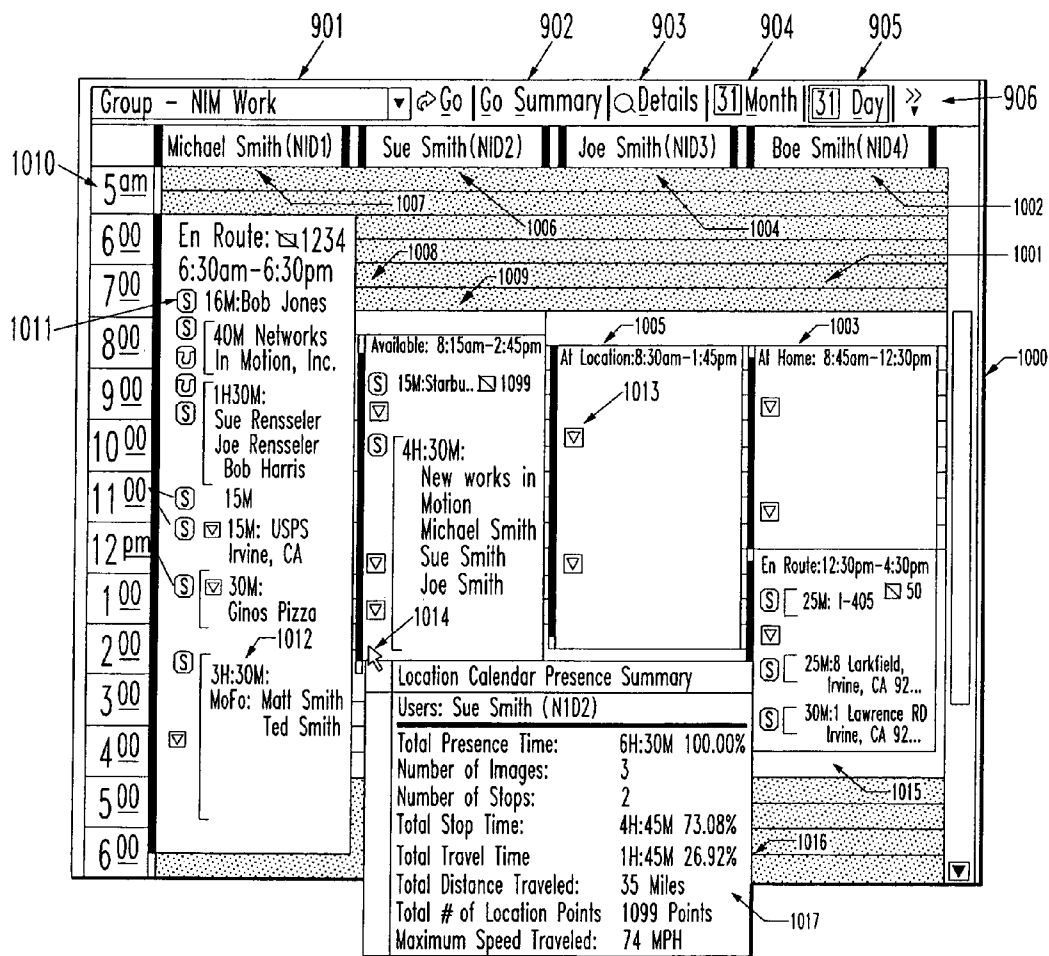 901
902
903
904
905
Group - NIM Work
Go
Go Summary
Details
31 Month
31 Day
906
Michael Smith(NID1)
Sue Smith(NID2)
Joe Smith(NID3)
Boe Smith(NID4)
1010
5 am
1007
1006
1004
1002
6 00
En Route: 1234
6:30am-6:30pm
1008
1001
7 00
1009
1011
S 16M:Bob Jones
1005
1003
8 00
S 40M Networks
U In Motion, Inc.
Available: 8:15am-2:45pm
At Location:8:30am-1:45pm
At Home: 8:45am-12:30pm
1000
9 00
U 1H30M:
S Sue Rensseler
Joe Rensseler
Bob Harris
S 15M:Starbu.. 1099
1013
10 00
S 4H:30M:
New works in
Motion
Michael Smith
Sue Smith
Joe Smith
11 00
S 15M
S 15M: USPS
Irvine, CA
12 pm
En Route:12:30pm-4:30pm
50
1 00
S 30M:
Ginos Pizza
S 25M: I-405
1014
2 00
1012
S 3H:30M:
MoFo: Matt Smith
Ted Smith
S 25M:8 Larkfield,
Irvine, CA 92...
3 00
S 30M:1 Lawrence RD
Irvine, CA 92...
4 00
1015
5 00
1016
6 00
Location Calendar Presence Summary
Users: Sue Smith (N1D2)
Total Presence Time: 6H:30M 100.00%
Number of Images: 3
Number of Stops: 2
Total Stop Time: 4H:45M 73.08%
Total Travel Time 1H:45M 26.92%
Total Distance Traveled: 35 Miles
Total # of Location Points 1099 Points
Maximum Speed Traveled: 74 MPH
1017